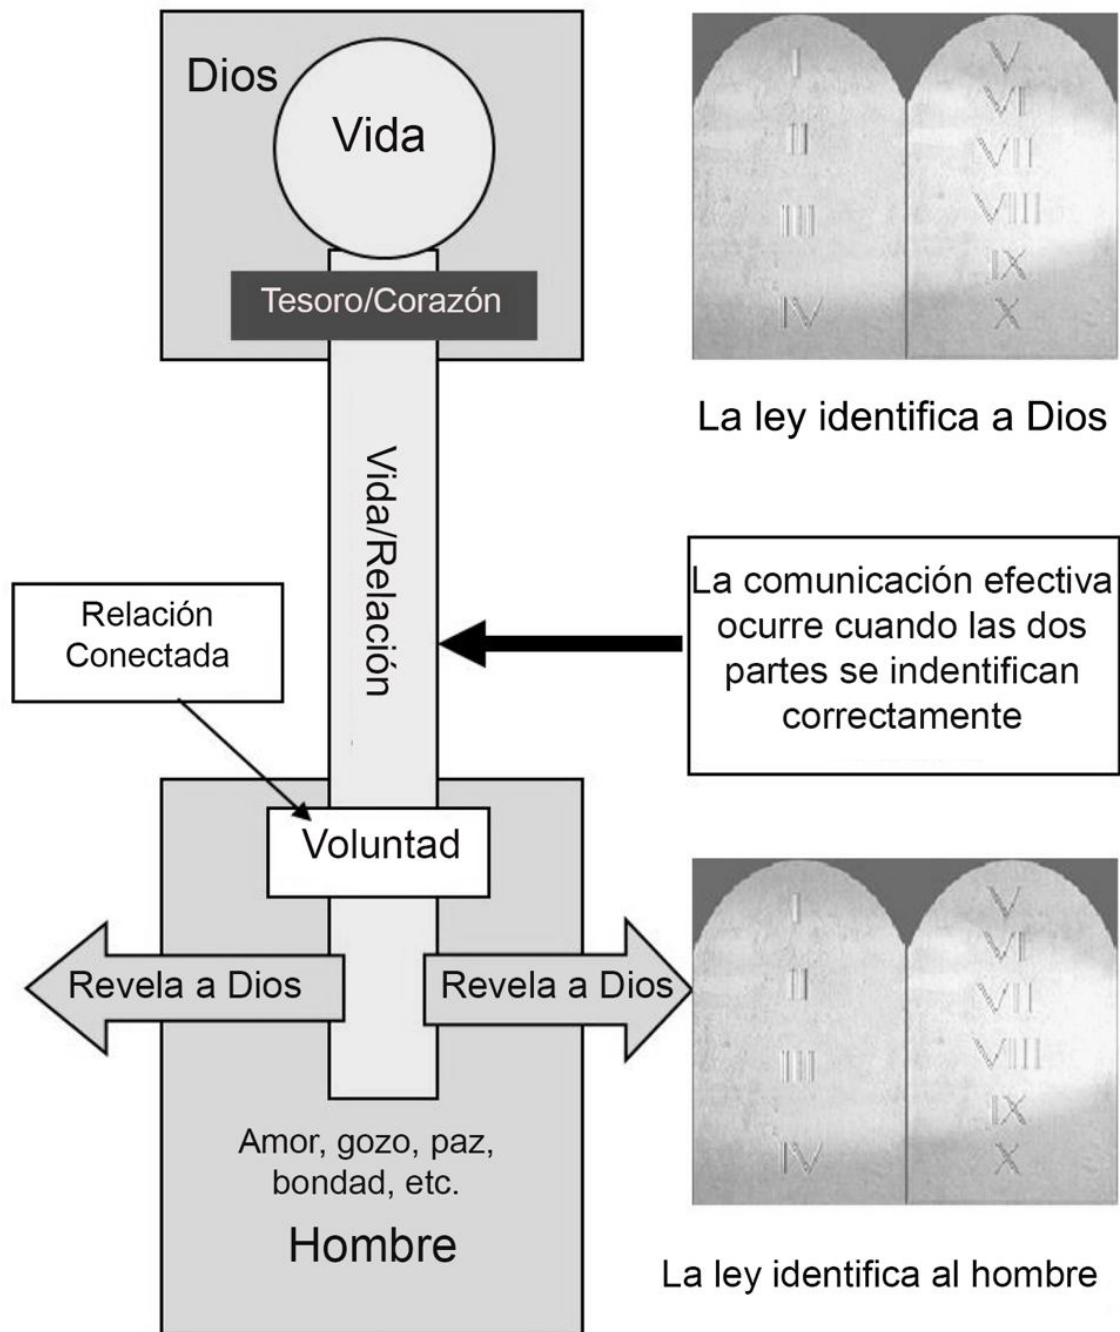 Dios
Vida
Tesoro/Corazón
I
II
III
IV
V
VI
VII
VIII
IX
X
La ley identifica a Dios
Vida/Relación
Relación
Conectada
La comunicación efectiva
ocurre cuando las dos
partes se indentifican
correctamente
Voluntad
Revela a Dios
Revela a Dios
Amor, gozo, paz,
bondad, etc.
Hombre
I
II
III
IV
V
VI
VII
VIII
IX
X
La ley identifica al hombre